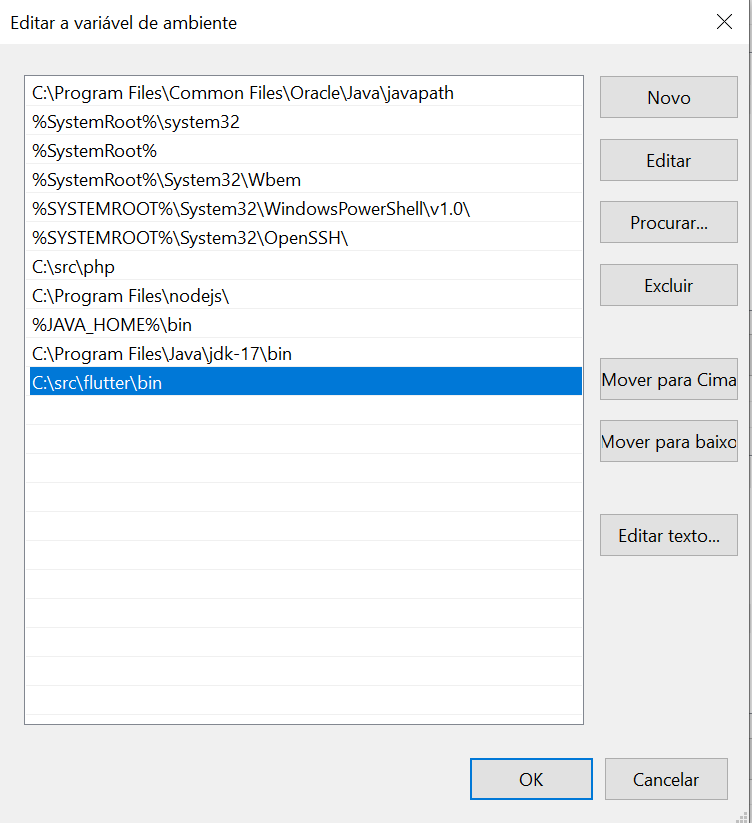 Editar a variável de ambiente
C:\Program Files\Common Files\Oracle\Java\javapath
%SystemRoot%\system32
%SystemRoot%
%SystemRoot%\System32\Wbem
%SYSTEMROOT%\System32\WindowsPowerShell\v1.0\
%SYSTEMROOT%\System32\OpenSSH\
C:\src\php
C:\Program Files\nodejs\
%JAVA_HOME%\bin
C:\Program Files\Java\jdk-17\bin
C:\src\flutter\bin
Novo
Editar
Procurar...
Excluir
Mover para Cima
Mover para baixo
Editar texto...
OK
Cancelar